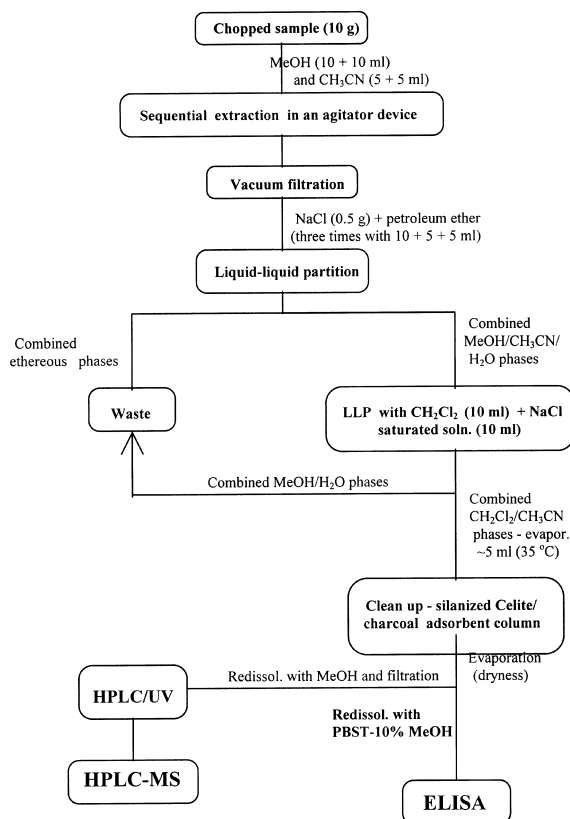 Chopped sample (10 g)
MeOH (10 + 10 ml)
and CH₃CN (5 + 5 ml)
Sequential extraction in an agitator device
Vacuum filtration
NaCl (0.5 g) + petroleum ether
(three times with 10 + 5 + 5 ml)
Liquid-liquid partition
Combined
ethereous phases
Combined
MeOH/CH₃CN/
H₂O phases
Waste
LLP with CH₂Cl₂ (10 ml) + NaCl
saturated soln. (10 ml)
Combined MeOH/H₂O phases
Combined
CH₂Cl₂/CH₃CN
phases - evapor.
~5 ml (35 °C)
Clean up - silanized Celite/
charcoal adsorbent column
Evaporation
(dryness)
Redissol. with MeOH and filtration
HPLC/UV
Redissol. with
PBST-10% MeOH
HPLC-MS
ELISA